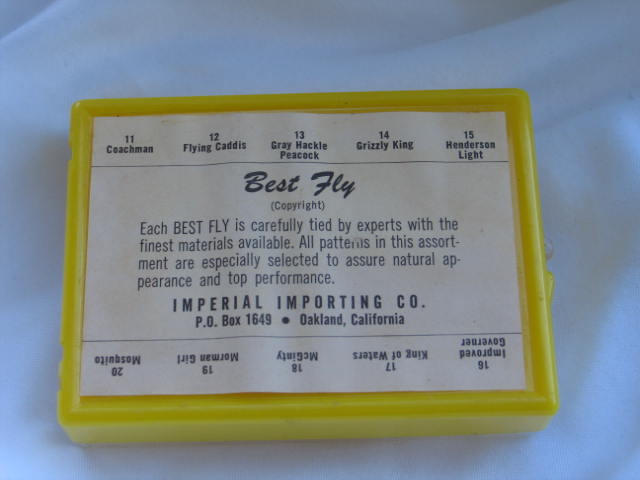 11 12 13 14 15
Coachman Flying Caddis Gray Hackle Peacock Grizzly King Henderson Light
Best Fly
(Copyright)
Each BEST FLY is carefully tied by experts with the
finest materials available. All patterns in this assort-
ment are especially selected to assure natural ap-
pearance and top performance.
IMPERIAL IMPORTING CO.
P.O. Box 1649 • Oakland, California
16 17 18 19 20
Improved Governer King of Waters McGinty Morman Girl Mosquito